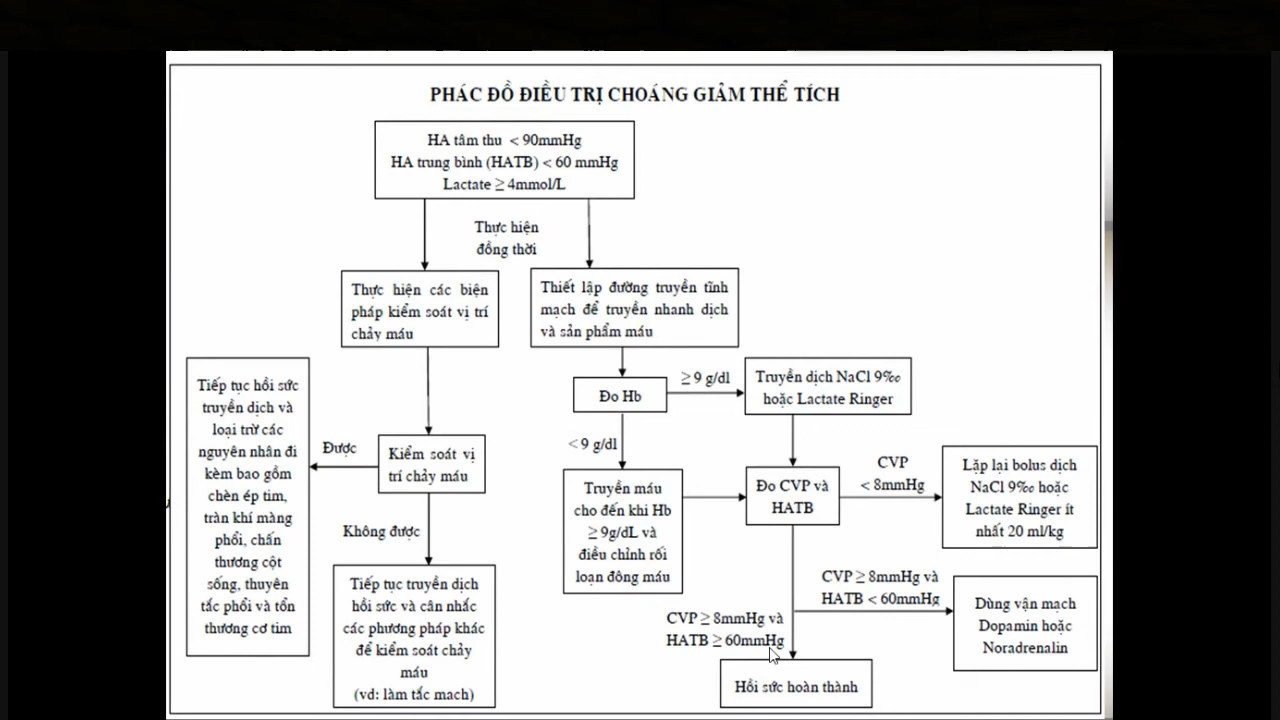 PHÁC ĐỒ ĐIỀU TRỊ CHOÁNG GIẢM THỂ TÍCH
HA tâm thu < 90mmHg
HA trung bình (HATB) < 60 mmHg
Lactate ≥ 4mmol/L
Thực hiện
đồng thời
Thực hiện các biện
pháp kiểm soát vị trí
chảy máu
Thiết lập đường truyền tĩnh
mạch để truyền nhanh dịch
và sản phẩm máu
Đo Hb
≥ 9 g/dl
Truyền dịch NaCl 9‰
hoặc Lactate Ringer
< 9 g/dl
Tiếp tục hồi sức
truyền dịch và
loại trừ các
nguyên nhân đi
kèm bao gồm
chèn ép tim,
tràn khí màng
phổi, chấn
thương cột
sống, thuyên
tắc phổi và tổn
thương cơ tim
Được
Kiểm soát vị
trí chảy máu
Không được
Tiếp tục truyền dịch
hồi sức và cân nhắc
các phương pháp khác
để kiểm soát chảy
máu
(vd: làm tắc mạch)
Truyền máu
cho đến khi Hb
≥ 9g/dL và
điều chỉnh rối
loạn đông máu
Đo CVP và
HATB
CVP
< 8mmHg
Lặp lại bolus dịch
NaCl 9‰ hoặc
Lactate Ringer ít
nhất 20 ml/kg
CVP ≥ 8mmHg và
HATB < 60mmHg
Dùng vận mạch
Dopamin hoặc
Noradrenalin
CVP ≥ 8mmHg và
HATB ≥ 60mmHg
Hồi sức hoàn thành